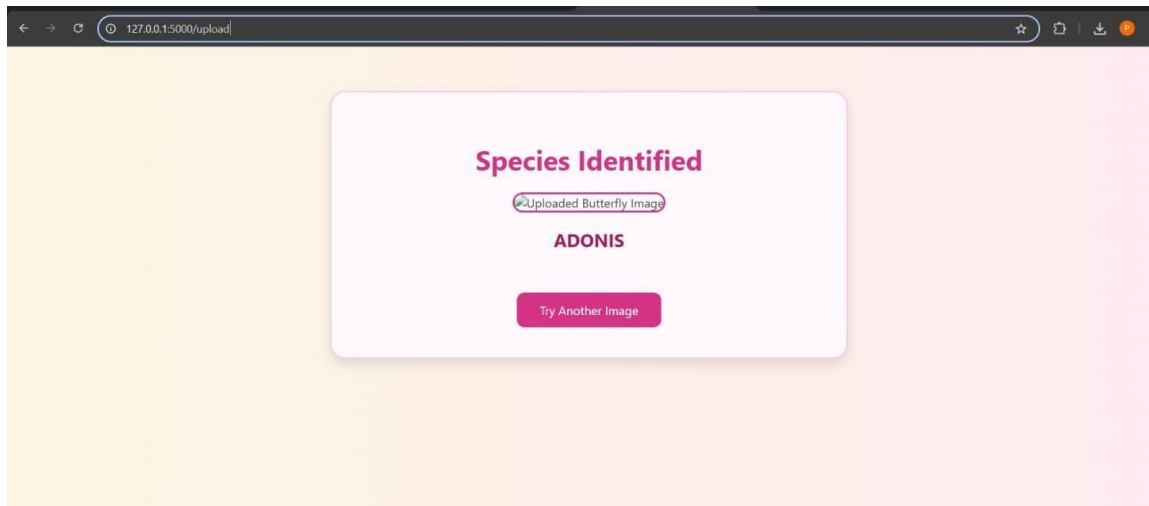 127.0.0.1:5000/upload
P
Species Identified
Uploaded Butterfly Image
ADONIS
Try Another Image